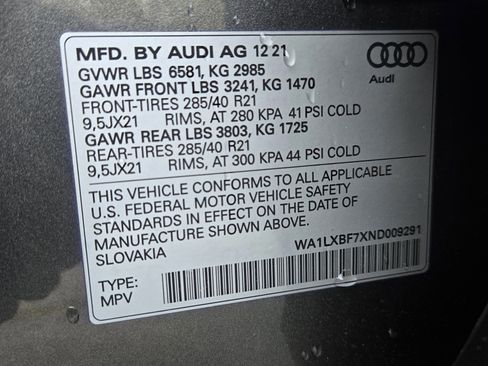 MFD. BY AUDI AG 12 21
GVWR LBS 6581, KG 2985
GAWR FRONT LBS 3241, KG 1470
FRONT-TIRES 285/40 R21
9,5JX21 RIMS, AT 280 KPA 41 PSI COLD
GAWR REAR LBS 3803, KG 1725
REAR-TIRES 285/40 R21
9,5JX21 RIMS, AT 300 KPA 44 PSI COLD
Audi
THIS VEHICLE CONFORMS TO ALL APPLICABLE
U.S. FEDERAL MOTOR VEHICLE SAFETY
STANDARDS IN EFFECT ON THE DATE OF
MANUFACTURE SHOWN ABOVE.
SLOVAKIA
WA1LXBF7XND009291
TYPE:
MPV